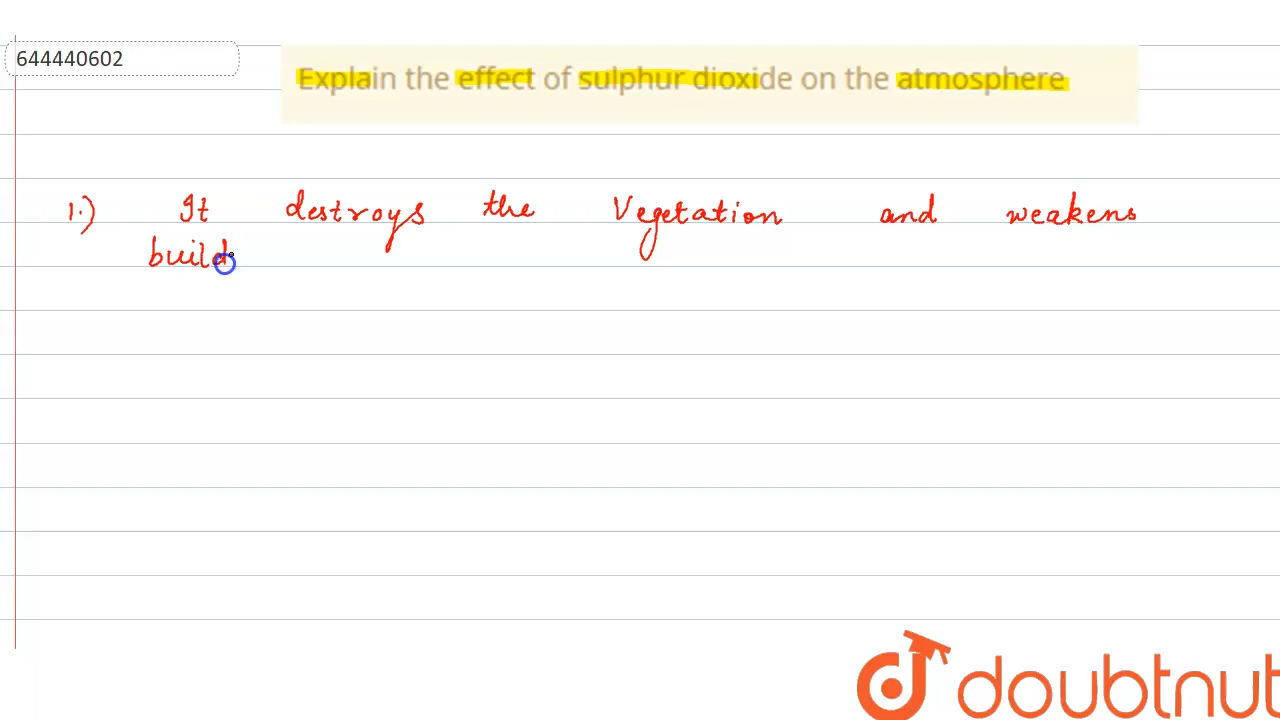 644440602
Explain the effect of sulphur dioxide on the atmosphere
1.) It destroys the Vegetation and weakens
build
doubtnut